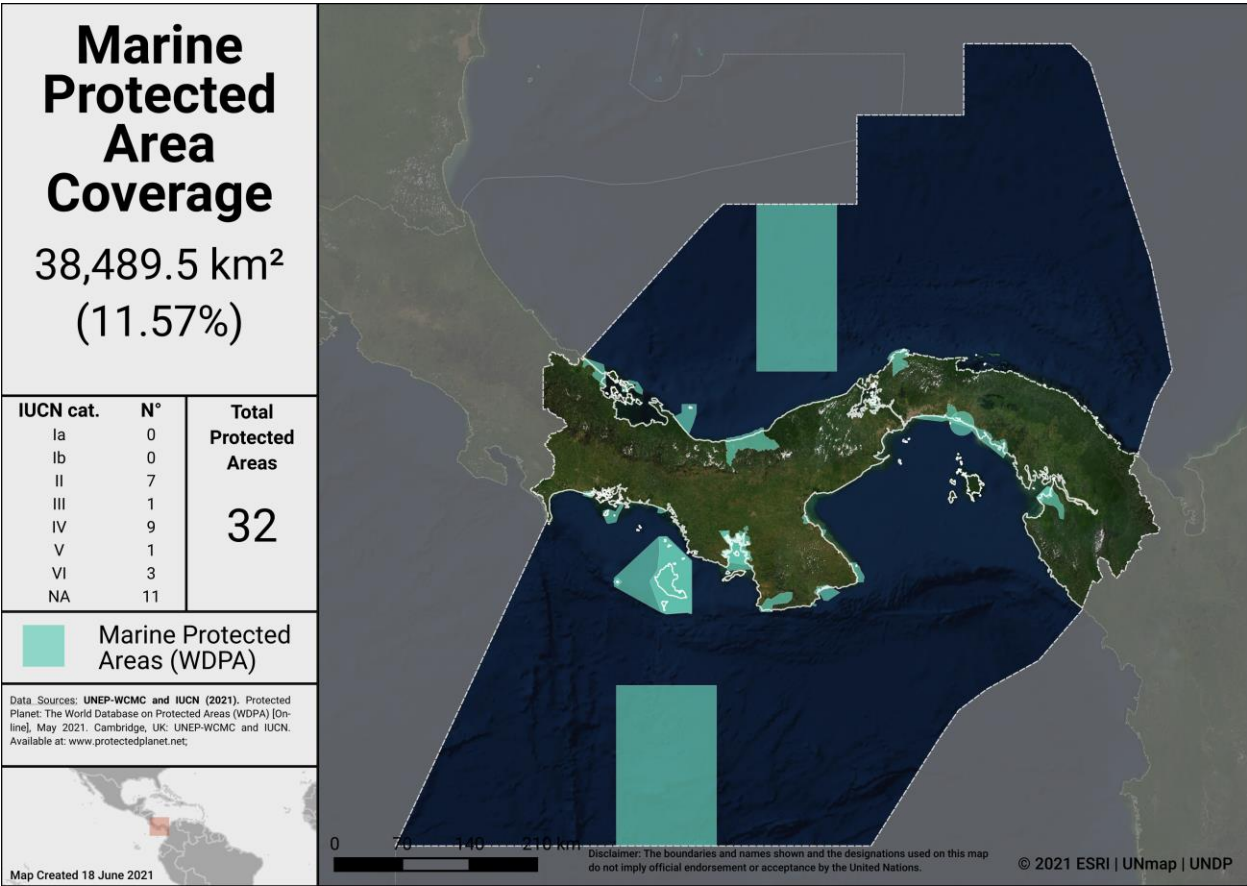 Marine
Protected
Area
Coverage
38,489.5 km²
(11.57%)
IUCN cat. N°
Ia 0
Ib 0
II 7
III 1
IV 9
V 1
VI 3
NA 11
Total
Protected
Areas
32
Marine Protected
Areas (WDPA)
Data Sources: UNEP-WCMC and IUCN (2021). Protected
Planet: The World Database on Protected Areas (WDPA) [On-
line], May 2021. Cambridge, UK: UNEP-WCMC and IUCN.
Available at: www.protectedplanet.net;
Map Created 18 June 2021
0 70 140 210 km
Disclaimer: The boundaries and names shown and the designations used on this map
do not imply official endorsement or acceptance by the United Nations.
© 2021 ESRI | UNmap | UNDP